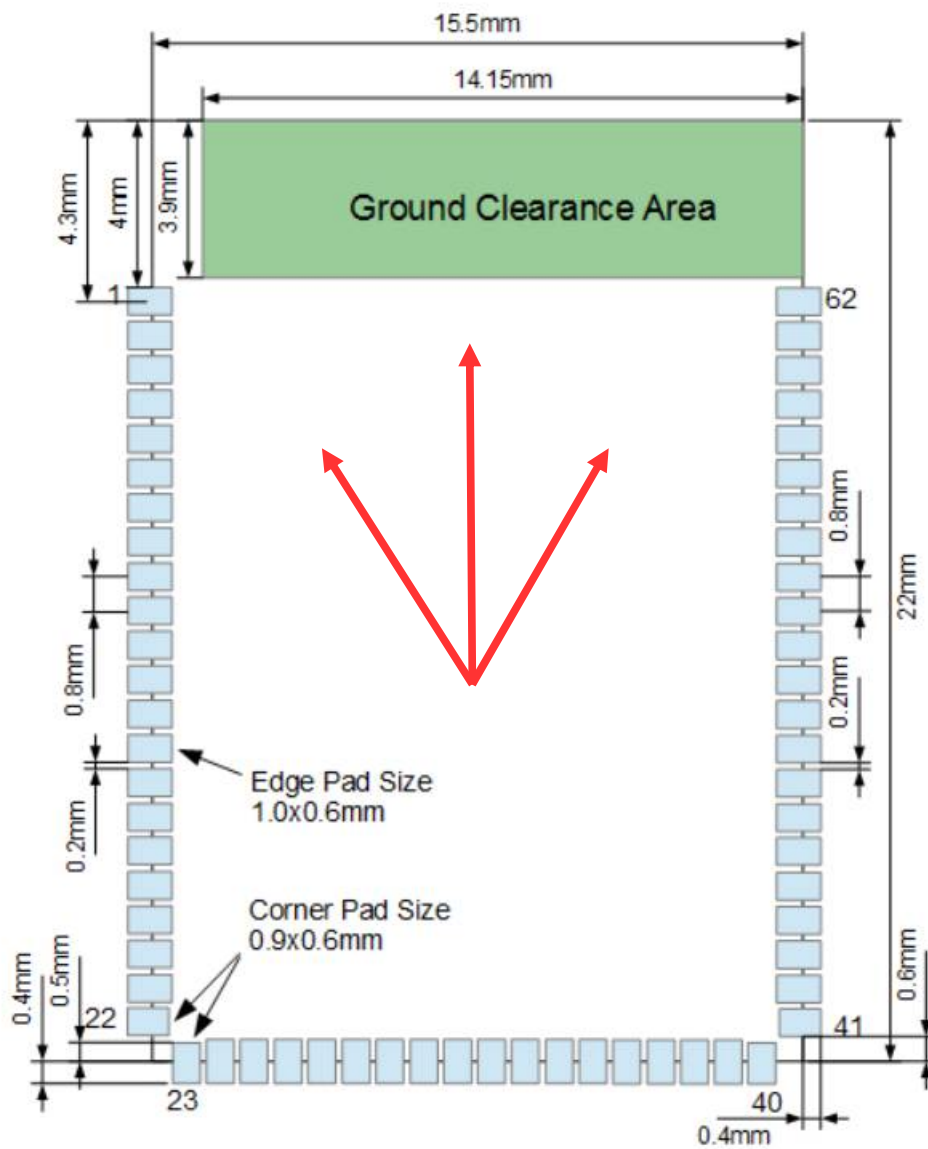 15.5mm
14.15mm
4.3mm
4mm
3.9mm
Ground Clearance Area
1
62
0.8mm
22mm
0.8mm
0.2mm
Edge Pad Size
1.0x0.6mm
0.2mm
Corner Pad Size
0.9x0.6mm
0.4mm
0.5mm
0.6mm
22
41
23
40
0.4mm